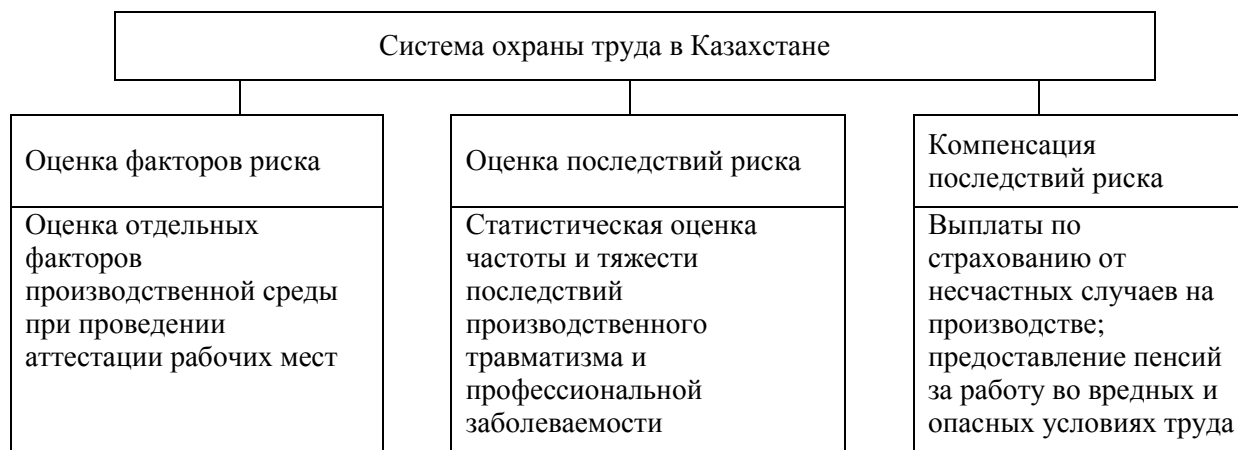 Система охраны труда в Казахстане
Оценка факторов риска
Оценка отдельных
факторов
производственной среды
при проведении
аттестации рабочих мест
Оценка последствий риска
Статистическая оценка
частоты и тяжести
последствий
производственного
травматизма и
профессиональной
заболеваемости
Компенсация
последствий риска
Выплаты по
страхованию от
несчастных случаев на
производстве;
предоставление пенсий
за работу во вредных и
опасных условиях труда